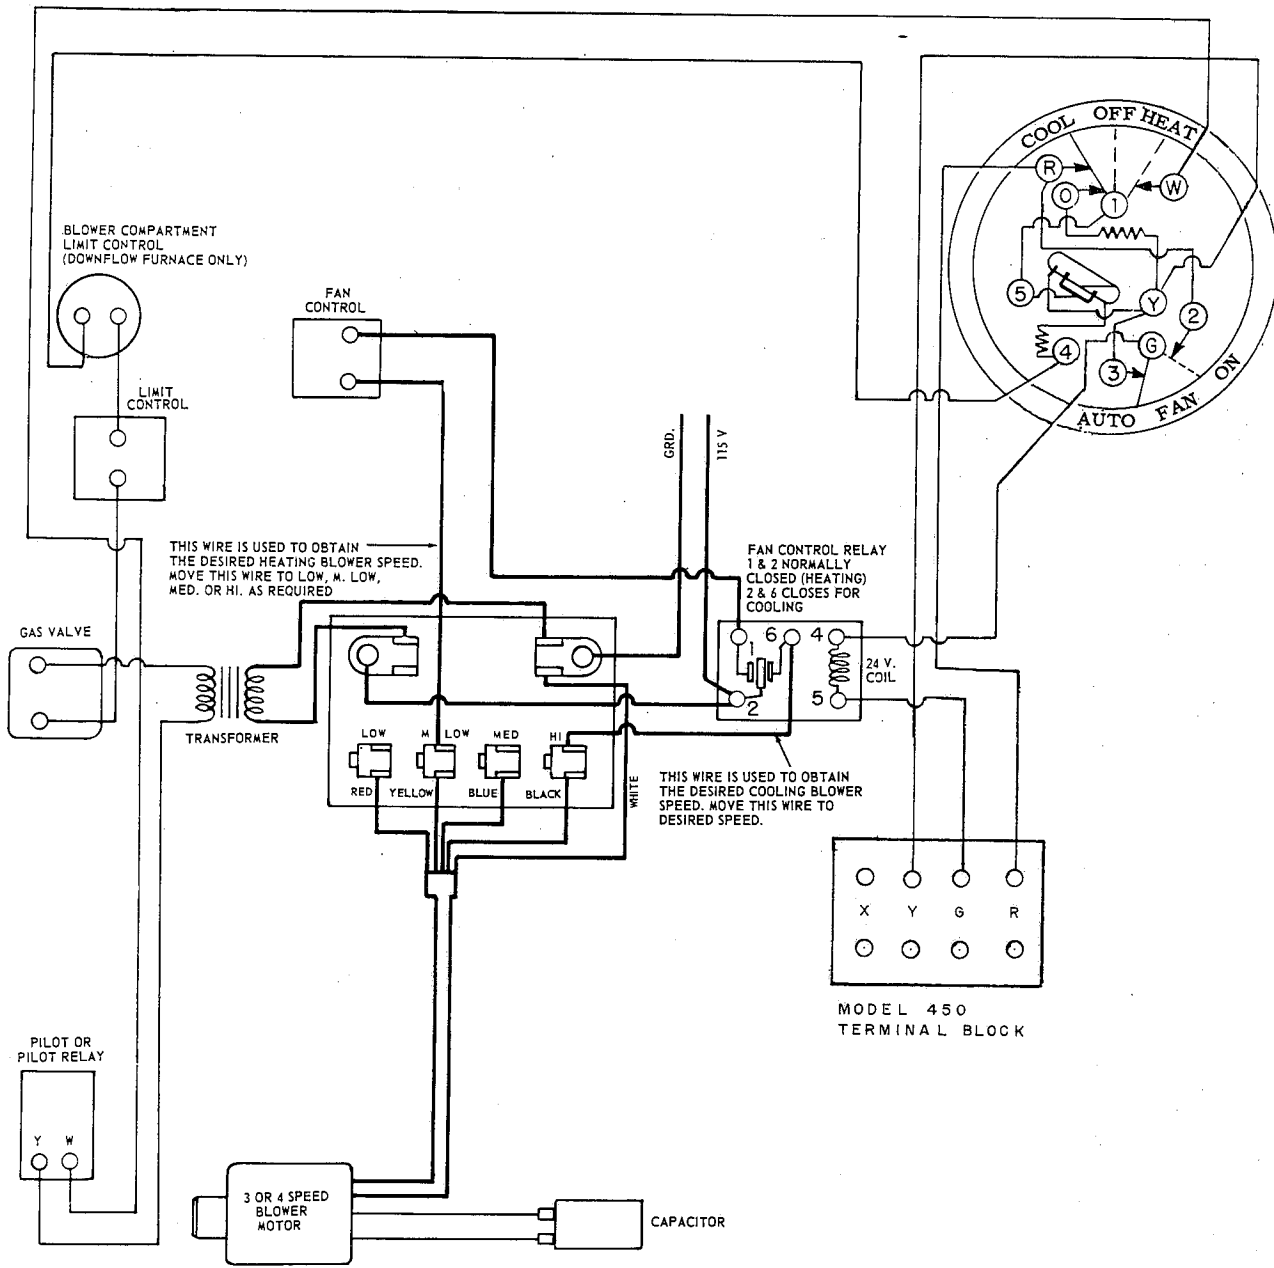 COOL OFF HEAT
R
O
1
W
5
Y
2
4
G
3
AUTO FAN ON
BLOWER COMPARTMENT
LIMIT CONTROL
(DOWNFLOW FURNACE ONLY)
FAN
CONTROL
LIMIT
CONTROL
GRD.
115 V
THIS WIRE IS USED TO OBTAIN
THE DESIRED HEATING BLOWER SPEED.
MOVE THIS WIRE TO LOW, M. LOW,
MED. OR HI. AS REQUIRED
FAN CONTROL RELAY
1 & 2 NORMALLY
CLOSED (HEATING)
2 & 6 CLOSES FOR
COOLING
GAS VALVE
1
6
4
24 V.
COIL
2
5
TRANSFORMER
LOW
M LOW
MED
HI
RED
YELLOW
BLUE
BLACK
WHITE
THIS WIRE IS USED TO OBTAIN
THE DESIRED COOLING BLOWER
SPEED. MOVE THIS WIRE TO
DESIRED SPEED.
X Y G R
MODEL 450
TERMINAL BLOCK
PILOT OR
PILOT RELAY
Y W
3 OR 4 SPEED
BLOWER
MOTOR
CAPACITOR